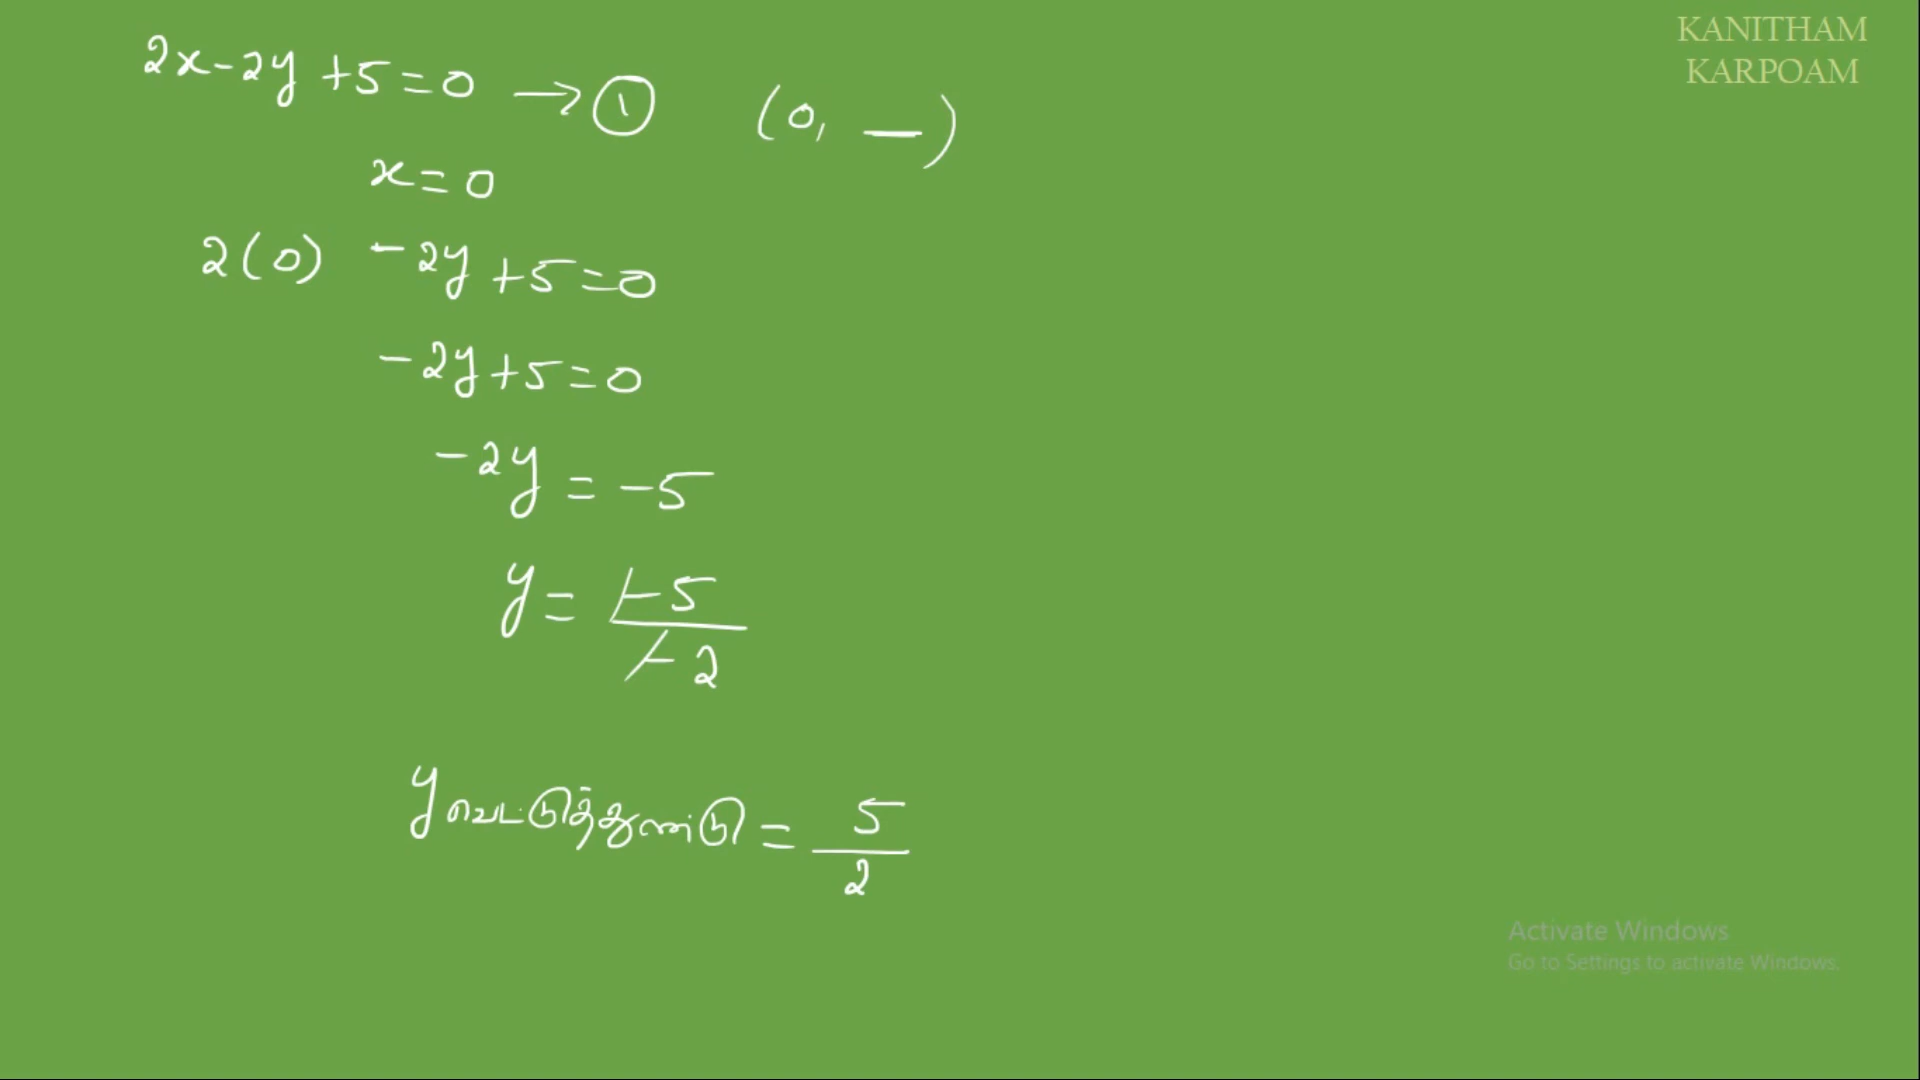 2x-2y+5=0 → ① (0, —)
KANITHAM
KARPOAM
x=0
2(0) -2y+5=0
-2y+5=0
-2y = -5
y = -5/-2
y வெட்டுத்துண்டு = 5/2
Activate Windows
Go to Settings to activate Windows.